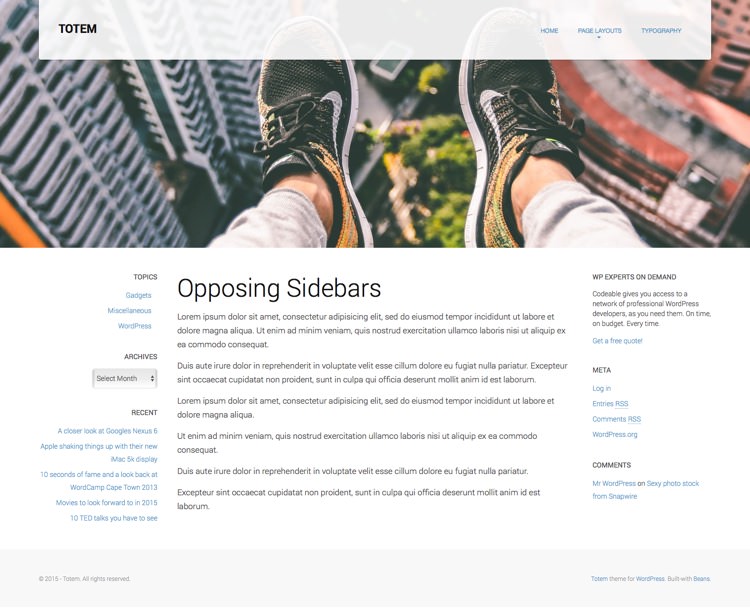 TOTEM
HOME PAGE LAYOUTS TYPOGRAPHY
TOPICS
Gadgets
Miscellaneous
WordPress
ARCHIVES
Select Month
RECENT
A closer look at Googles Nexus 6
Apple shaking things up with their new
iMac 5k display
10 seconds of fame and a look back at
WordCamp Cape Town 2013
Movies to look forward to in 2015
10 TED talks you have to see
Opposing Sidebars
Lorem ipsum dolor sit amet, consectetur adipisicing elit, sed do eiusmod tempor incididunt ut labore et
dolore magna aliqua. Ut enim ad minim veniam, quis nostrud exercitation ullamco laboris nisi ut aliquip ex
ea commodo consequat.
Duis aute irure dolor in reprehenderit in voluptate velit esse cillum dolore eu fugiat nulla pariatur. Excepteur
sint occaecat cupidatat non proident, sunt in culpa qui officia deserunt mollit anim id est laborum.
Lorem ipsum dolor sit amet, consectetur adipisicing elit, sed do eiusmod tempor incididunt ut labore et
dolore magna aliqua.
Ut enim ad minim veniam, quis nostrud exercitation ullamco laboris nisi ut aliquip ex ea commodo
consequat.
Duis aute irure dolor in reprehenderit in voluptate velit esse cillum dolore eu fugiat nulla pariatur.
Excepteur sint occaecat cupidatat non proident, sunt in culpa qui officia deserunt mollit anim id est
laborum.
WP EXPERTS ON DEMAND
Codeable gives you access to a
network of professional WordPress
developers, as you need them. On time,
on budget. Every time.
Get a free quote!
META
Log in
Entries RSS
Comments RSS
WordPress.org
COMMENTS
Mr WordPress on Sexy photo stock
from Snapwire
© 2015 - Totem. All rights reserved.
Totem theme for WordPress. Built-with Beans.